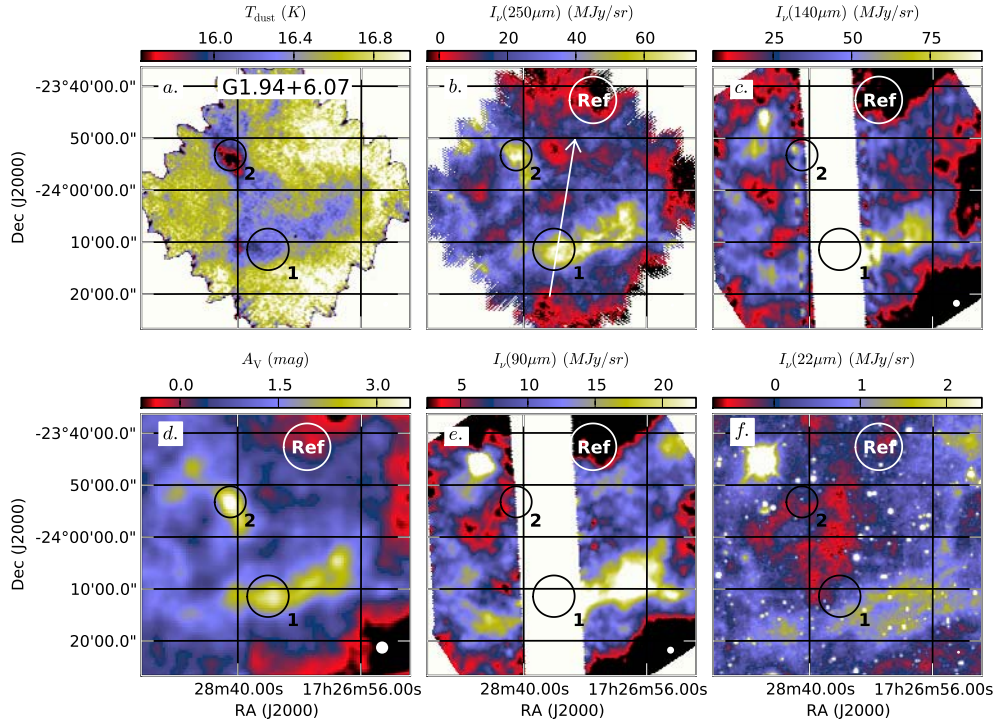 T_dust (K)
I_ν(250μm) (MJy/sr)
I_ν(140μm) (MJy/sr)
16.0 16.4 16.8
0 20 40 60
25 50 75
a. G1.94+6.07
b. Ref
c. Ref
-23°40'00.0"
50'00.0"
-24°00'00.0"
10'00.0"
20'00.0"
Dec (J2000)
2
1
2
1
2
1
A_V (mag)
I_ν(90μm) (MJy/sr)
I_ν(22μm) (MJy/sr)
0.0 1.5 3.0
5 10 15 20
0 1 2
d. Ref
e. Ref
f. Ref
-23°40'00.0"
50'00.0"
-24°00'00.0"
10'00.0"
20'00.0"
Dec (J2000)
2
1
2
1
2
1
28m40.00s 17h26m56.00s
28m40.00s 17h26m56.00s
28m40.00s 17h26m56.00s
RA (J2000)
RA (J2000)
RA (J2000)